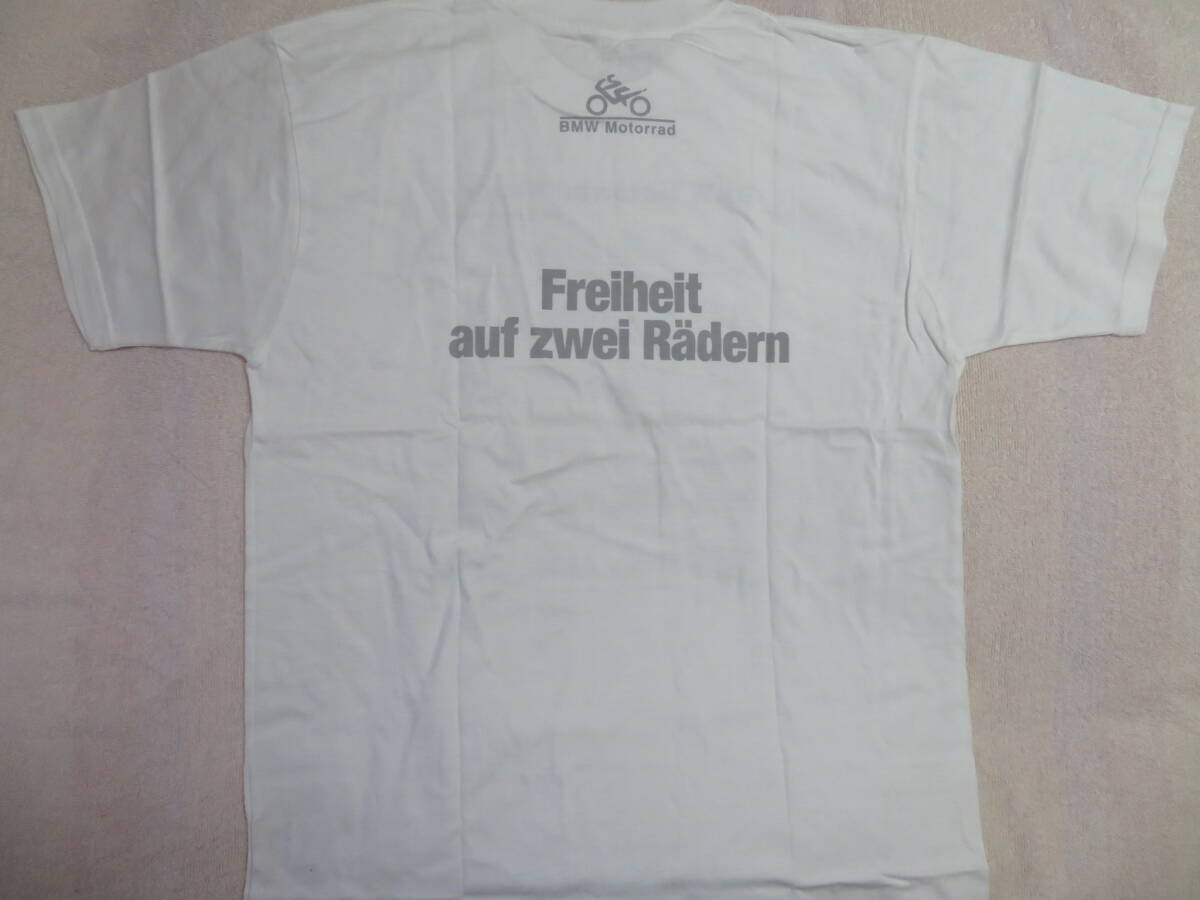 BMW Motorrad
Freiheit
auf zwei Rädern